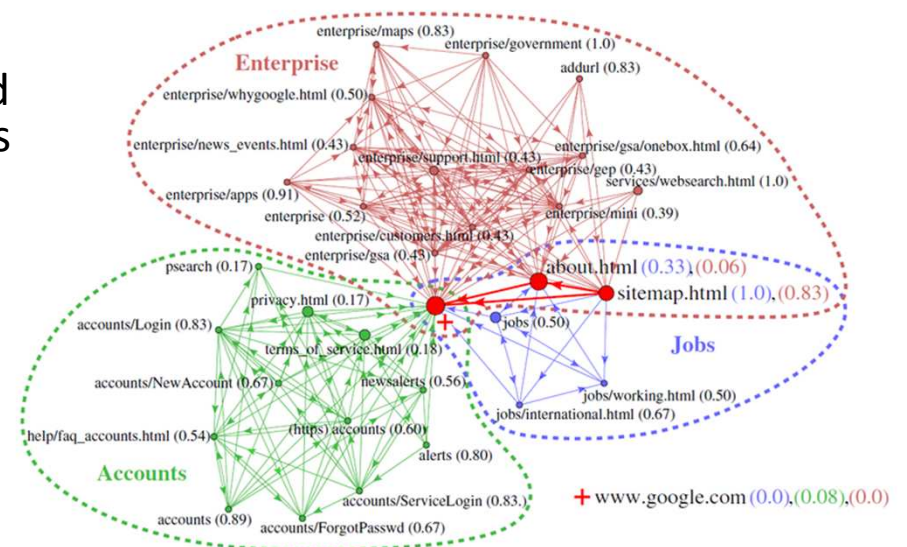 d
s
enterprise/maps (0.83)
enterprise/government (1.0)
Enterprise
addurl (0.83)
enterprise/whygoogle.html (0.50)
enterprise/news_events.html (0.43)
enterprise/gsa/onebox.html (0.64)
enterprise/support.html (0.43)
enterprise/gep (0.43)
services/websearch.html (1.0)
enterprise/apps (0.91)
enterprise (0.52)
enterprise/mini (0.39)
enterprise/customers.html (0.43)
enterprise/gsa (0.43)
psearch (0.17)
about.html (0.33),(0.06)
privacy.html (0.17)
sitemap.html (1.0),(0.83)
accounts/Login (0.83)
+
jobs (0.50)
terms_of_service.html (0.18)
Jobs
accounts/NewAccount (0.67)
newsalerts (0.56)
jobs/working.html (0.50)
jobs/international.html (0.67)
help/faq_accounts.html (0.54)
(https) accounts (0.60)
alerts (0.80)
Accounts
accounts/ServiceLogin (0.83.)
+ www.google.com (0.0),(0.08),(0.0)
accounts (0.89)
accounts/ForgotPasswd (0.67)